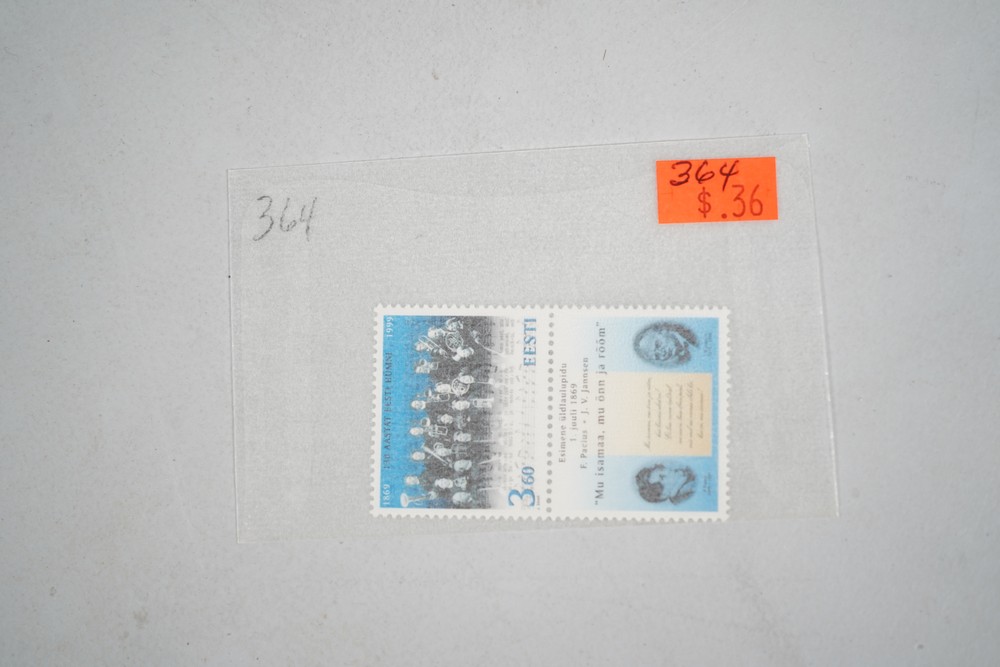 364
364
$.36
1869 · 130 AASTAT EESTI HÜMNI · 1999
3.60
EESTI
Esimene üldlaulupidu
1. juuli 1869
F. Pacius · J. V. Jannsen
"Mu isamaa, mu õnn ja rõõm"